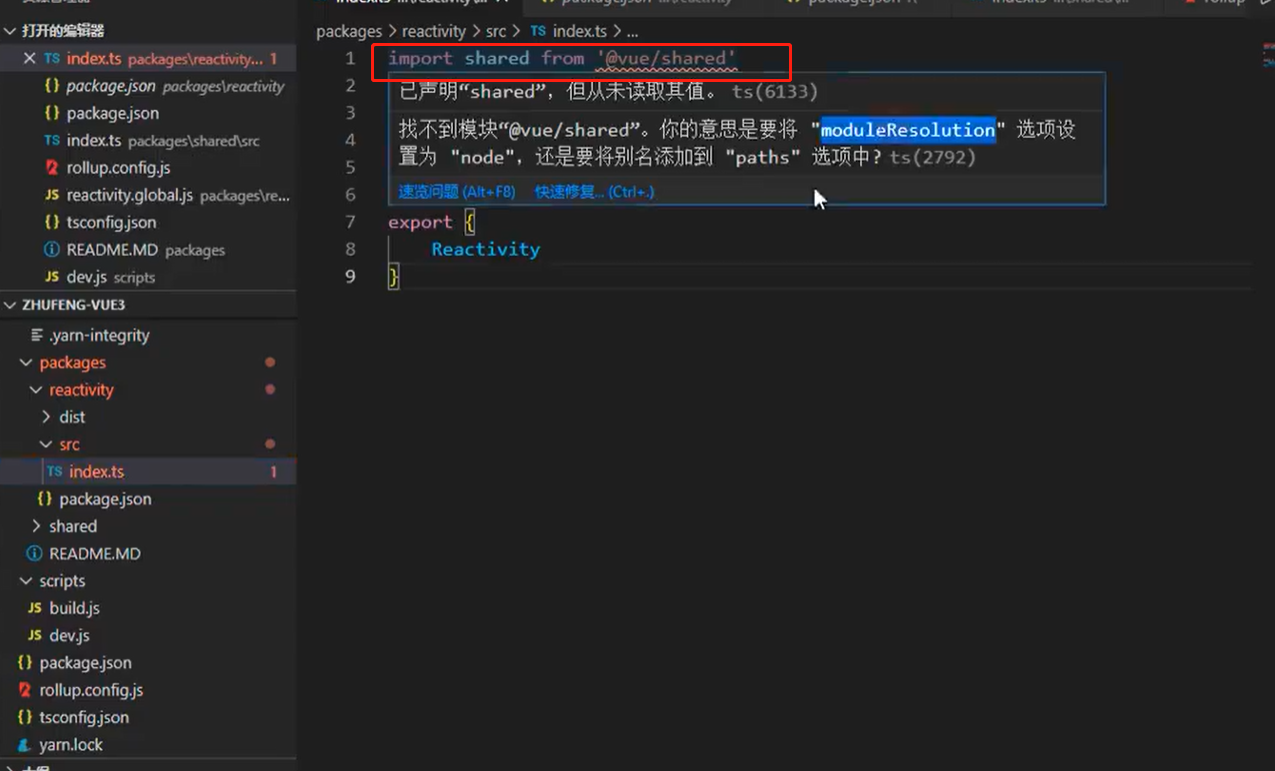 打开的编辑器
index.ts packages\reactivity... 1
package.json packages\reactivity
package.json
index.ts packages\shared\src
rollup.config.js
reactivity.global.js packages\re...
tsconfig.json
README.MD packages
dev.js scripts
ZHUFENG-VUE3
.yarn-integrity
packages
reactivity
dist
src
index.ts 1
package.json
shared
README.MD
scripts
build.js
dev.js
package.json
rollup.config.js
tsconfig.json
yarn.lock
packages > reactivity > src > TS index.ts > ...
1 import shared from '@vue/shared'
2
3
4
5
6
已声明“shared”，但从未读取其值。 ts(6133)
找不到模块“@vue/shared”。你的意思是要将 "moduleResolution" 选项设
置为 "node"，还是要将别名添加到 "paths" 选项中? ts(2792)
速览问题 (Alt+F8) 快速修复... (Ctrl+.)
7 export {
8 Reactivity
9 }